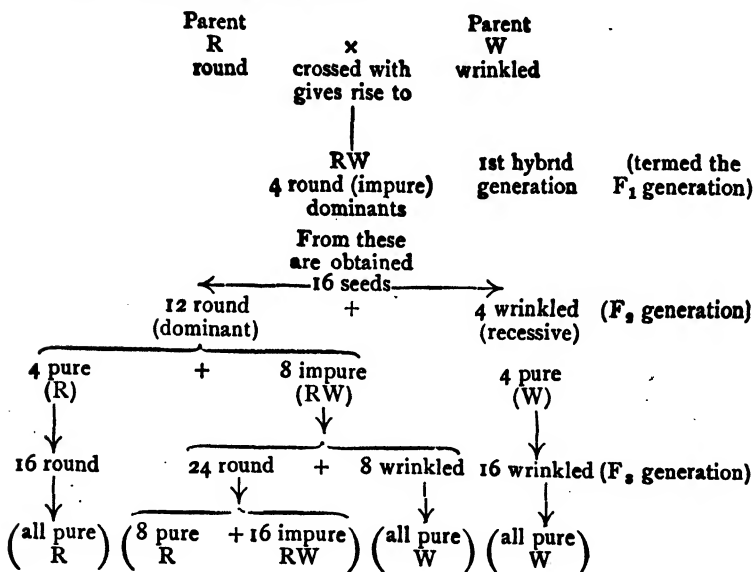 Parent Parent
R × W
round crossed with wrinkled
gives rise to
RW 1st hybrid (termed the
4 round (impure) generation F₁ generation)
dominants
From these
are obtained
16 seeds
12 round + 4 wrinkled (F₂ generation)
(dominant) (recessive)
4 pure + 8 impure 4 pure
(R) (RW) (W)
16 round 24 round + 8 wrinkled 16 wrinkled (F₃ generation)
(all pure (8 pure + 16 impure) (all pure) (all pure)
R) R RW W W